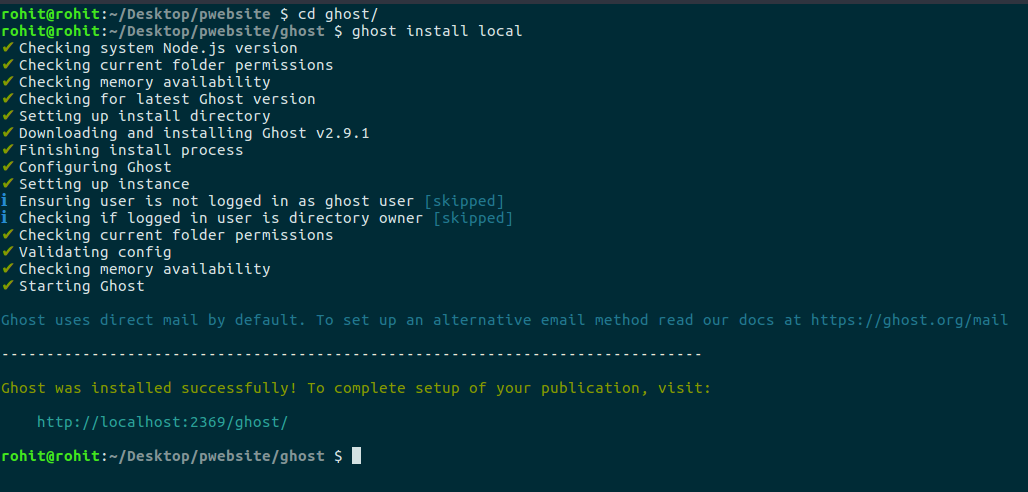 rohit@rohit:~/Desktop/pwebsite $ cd ghost/
rohit@rohit:~/Desktop/pwebsite/ghost $ ghost install local
✔ Checking system Node.js version
✔ Checking current folder permissions
✔ Checking memory availability
✔ Checking for latest Ghost version
✔ Setting up install directory
✔ Downloading and installing Ghost v2.9.1
✔ Finishing install process
✔ Configuring Ghost
✔ Setting up instance
ℹ Ensuring user is not logged in as ghost user [skipped]
ℹ Checking if logged in user is directory owner [skipped]
✔ Checking current folder permissions
✔ Validating config
✔ Checking memory availability
✔ Starting Ghost
Ghost uses direct mail by default. To set up an alternative email method read our docs at https://ghost.org/mail
------------------------------------------------------------------------------
Ghost was installed successfully! To complete setup of your publication, visit:
http://localhost:2369/ghost/
rohit@rohit:~/Desktop/pwebsite/ghost $